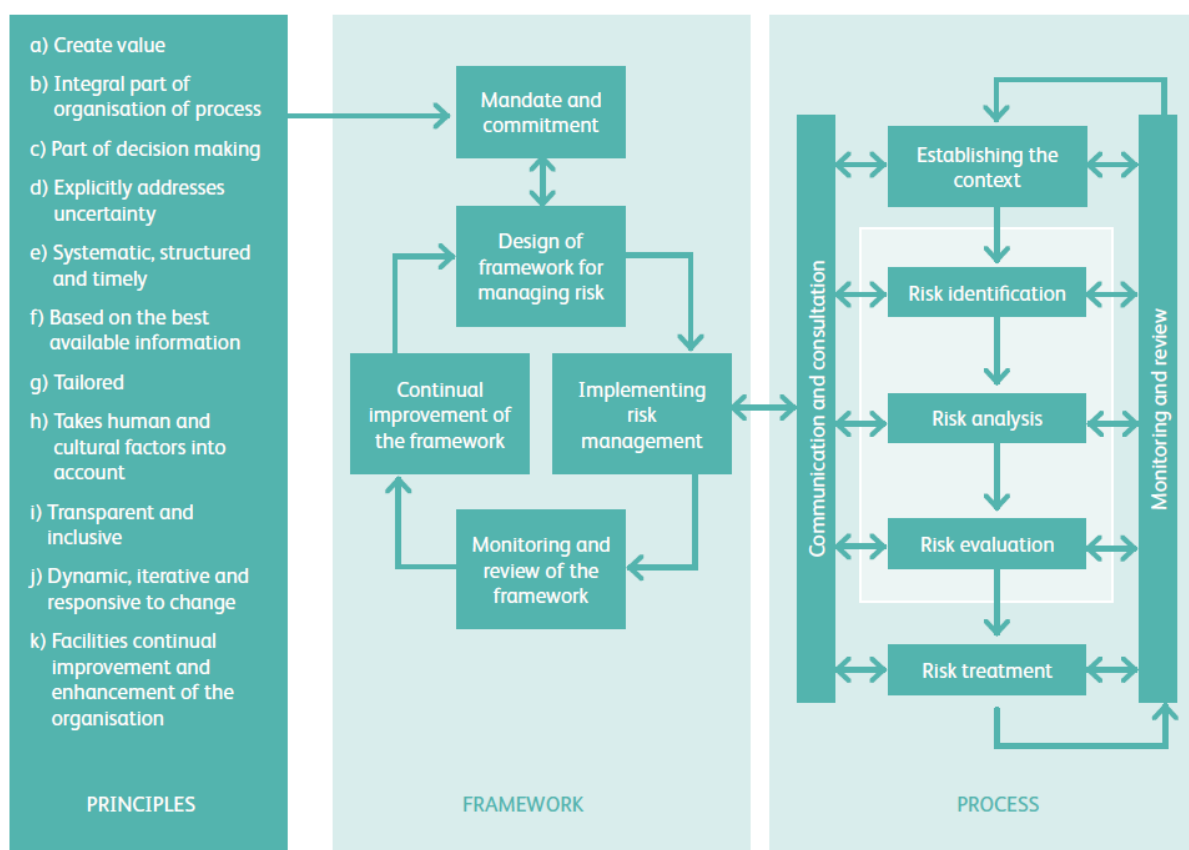 a) Create value
b) Integral part of
organisation of process
c) Part of decision making
d) Explicitly addresses
uncertainty
e) Systematic, structured
and timely
f) Based on the best
available information
g) Tailored
h) Takes human and
cultural factors into
account
i) Transparent and
inclusive
j) Dynamic, iterative and
responsive to change
k) Facilities continual
improvement and
enhancement of the
organisation
PRINCIPLES
Mandate and
commitment
Design of
framework for
managing risk
Continual
improvement of
the framework
Implementing
risk
management
Monitoring and
review of the
framework
FRAMEWORK
Communication and consultation
Establishing the
context
Risk identification
Risk analysis
Risk evaluation
Risk treatment
Monitoring and review
PROCESS